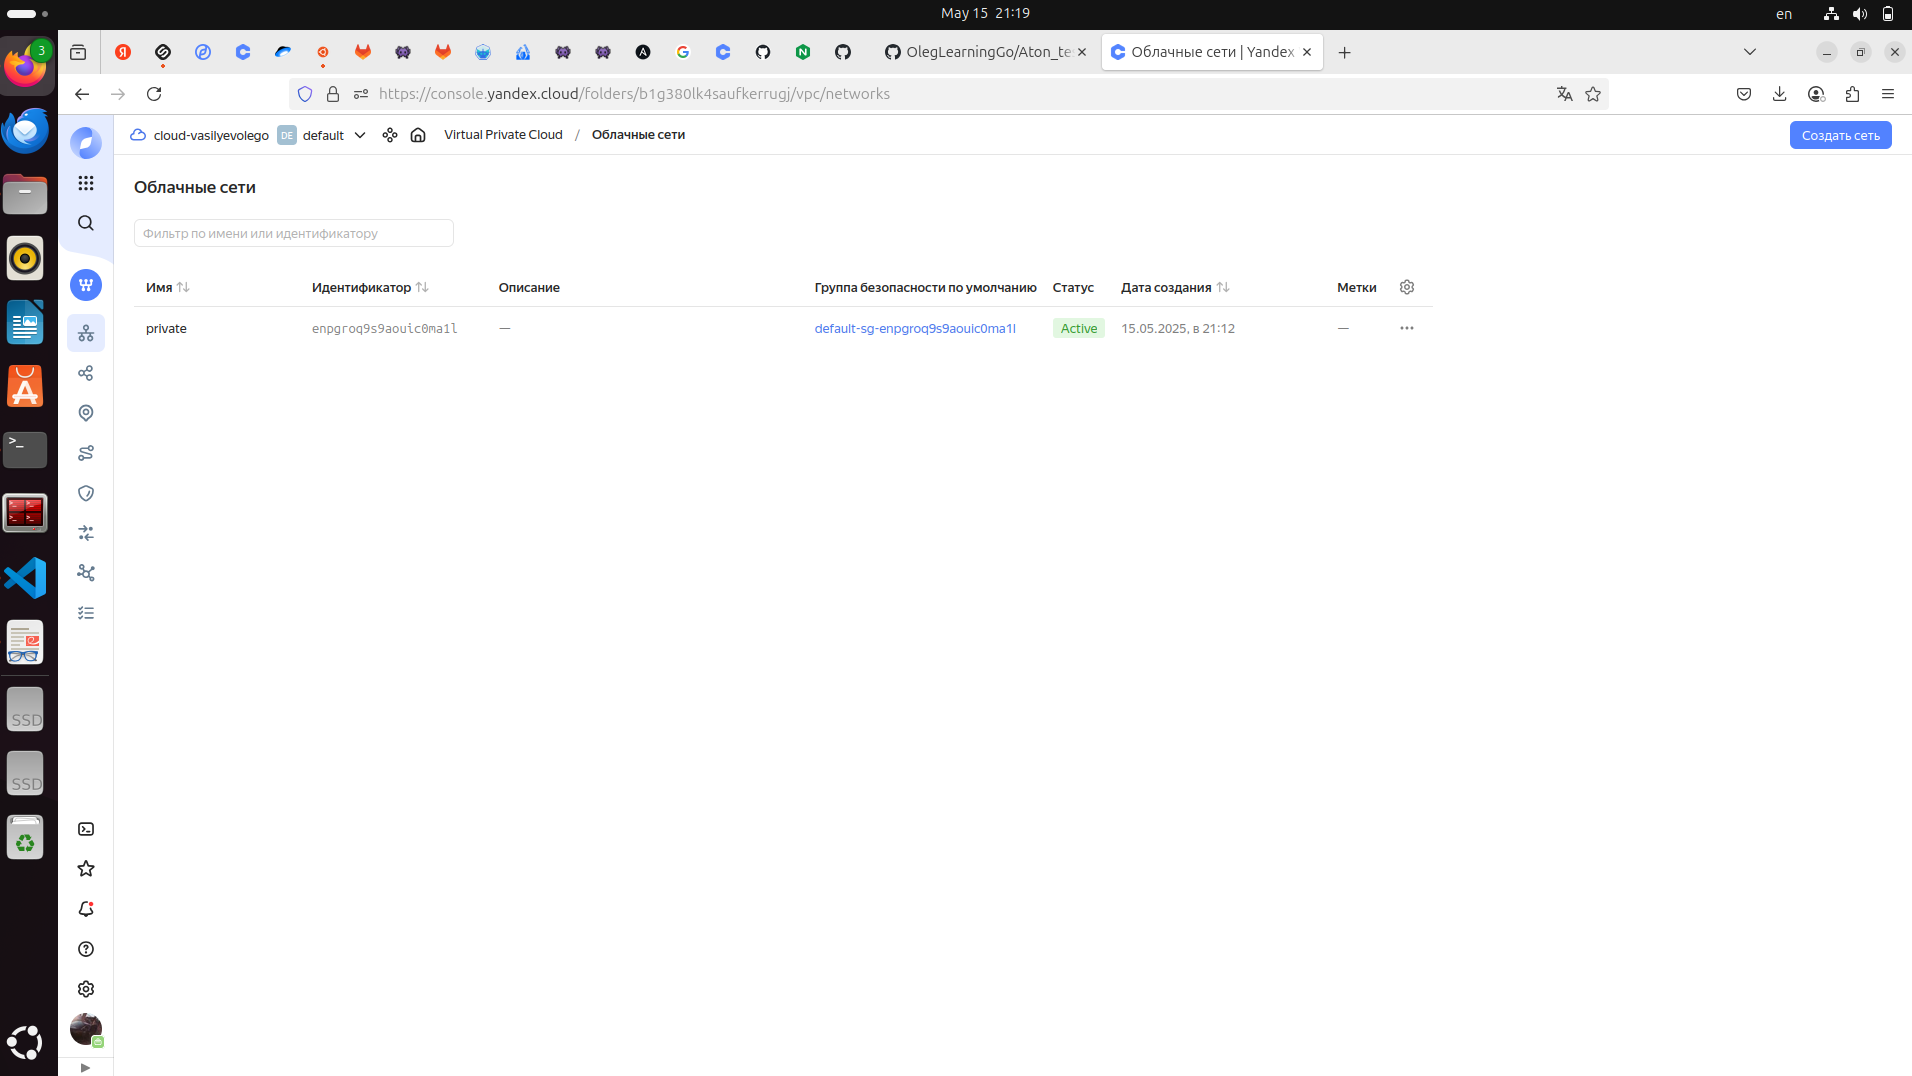 May 15 21:19
en
3
OlegLearningGo/Aton_te
Облачные сети | Yandex
https://console.yandex.cloud/folders/b1g380lk4saufkerrugj/vpc/networks
cloud-vasilyevolego DE default Virtual Private Cloud / Облачные сети
Создать сеть
Облачные сети
Фильтр по имени или идентификатору
Имя Идентификатор Описание Группа безопасности по умолчанию Статус Дата создания Метки
private enpgroq9s9aouic0ma1l — default-sg-enpgroq9s9aouic0ma1l Active 15.05.2025, в 21:12 —
SSD
SSD